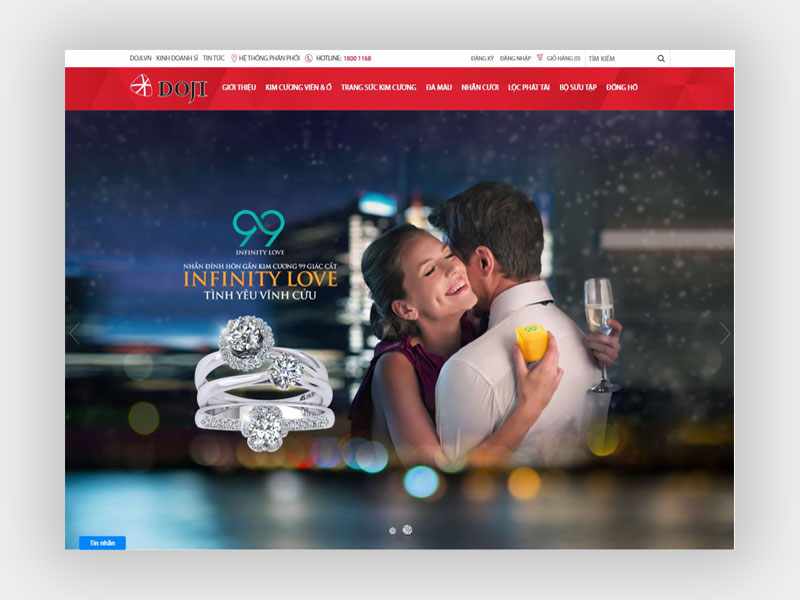 DOJI.VN KINH DOANH SỈ TIN TỨC HỆ THỐNG PHÂN PHỐI HOTLINE: 1800 1168 ĐĂNG KÝ ĐĂNG NHẬP GIỎ HÀNG (0) TÌM KIẾM
DOJI GIỚI THIỆU KIM CƯƠNG VIÊN & Ổ TRANG SỨC KIM CƯƠNG ĐÁ MÀU NHẪN CƯỚI LỘC PHÁT TÀI BỘ SƯU TẬP ĐỒNG HỒ
99
INFINITY LOVE
NHẪN ĐÍNH HÒN GẮN KIM CƯƠNG 99 GIÁC CẮT
INFINITY LOVE
TÌNH YÊU VĨNH CỬU
99
Tin nhắn